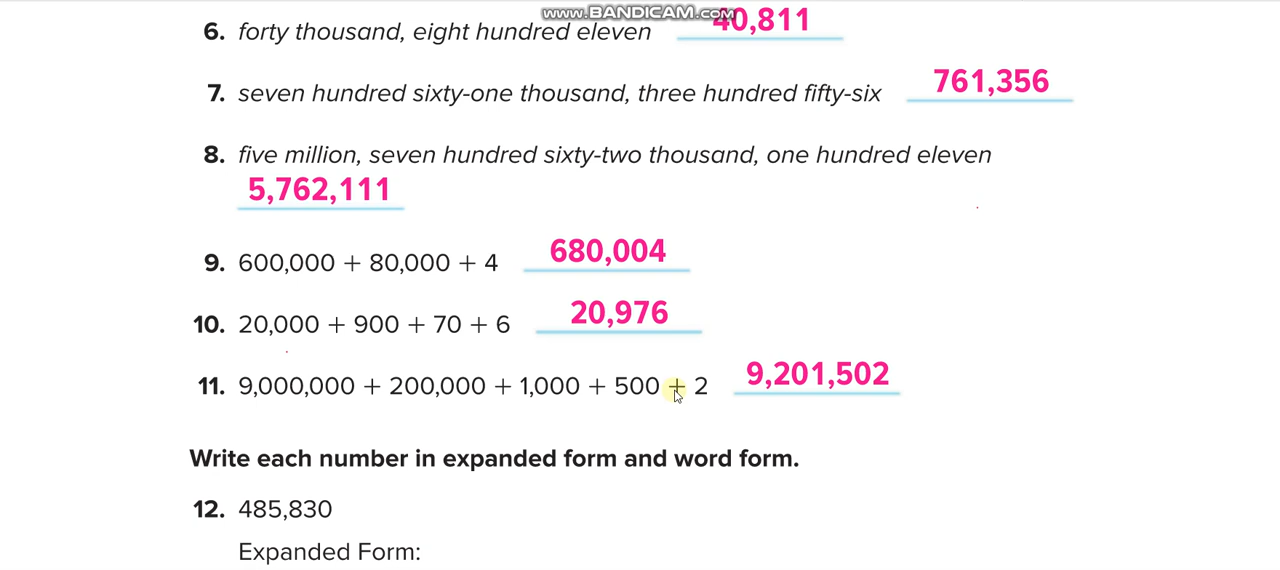 www.BANDICAM.com
6. forty thousand, eight hundred eleven 40,811
7. seven hundred sixty-one thousand, three hundred fifty-six 761,356
8. five million, seven hundred sixty-two thousand, one hundred eleven
5,762,111
9. 600,000 + 80,000 + 4 680,004
10. 20,000 + 900 + 70 + 6 20,976
11. 9,000,000 + 200,000 + 1,000 + 500 + 2 9,201,502
Write each number in expanded form and word form.
12. 485,830
Expanded Form: